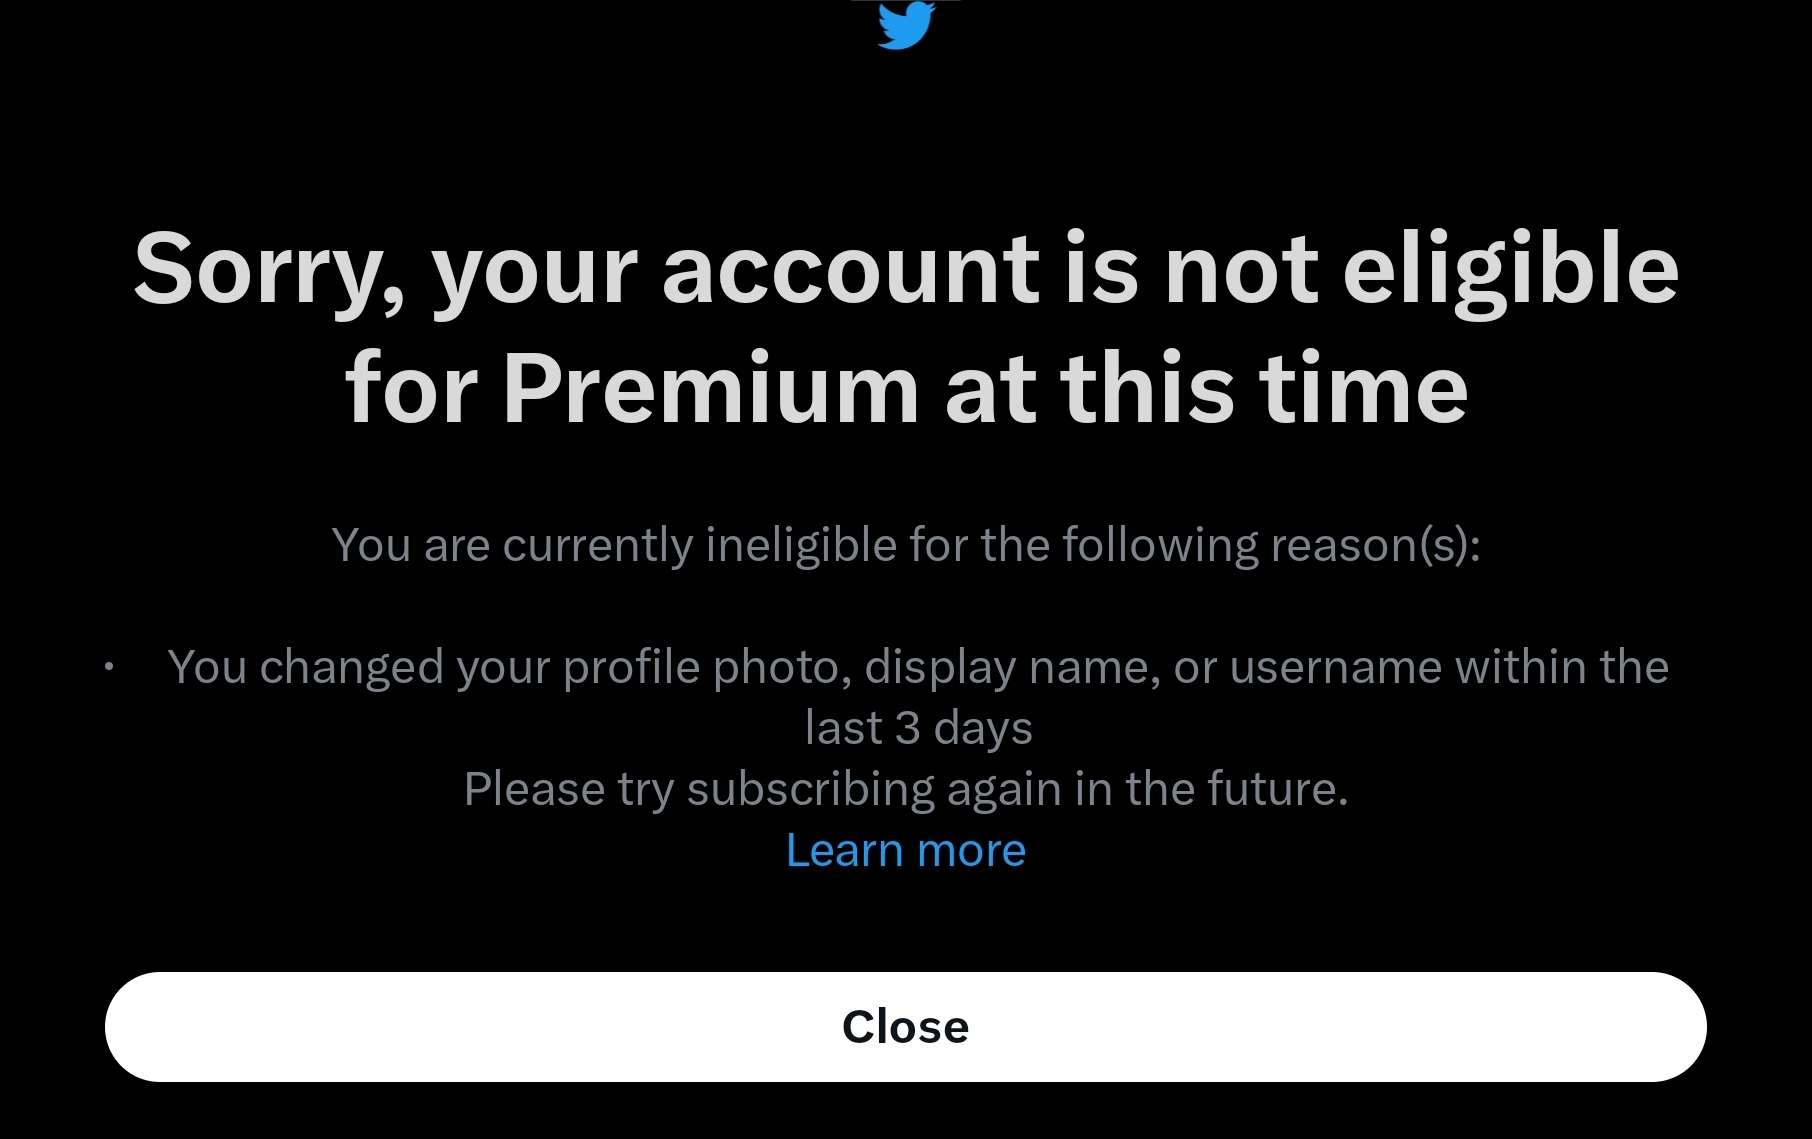 Sorry, your account is not eligible
for Premium at this time
You are currently ineligible for the following reason(s):
· You changed your profile photo, display name, or username within the
last 3 days
Please try subscribing again in the future.
Learn more
Close